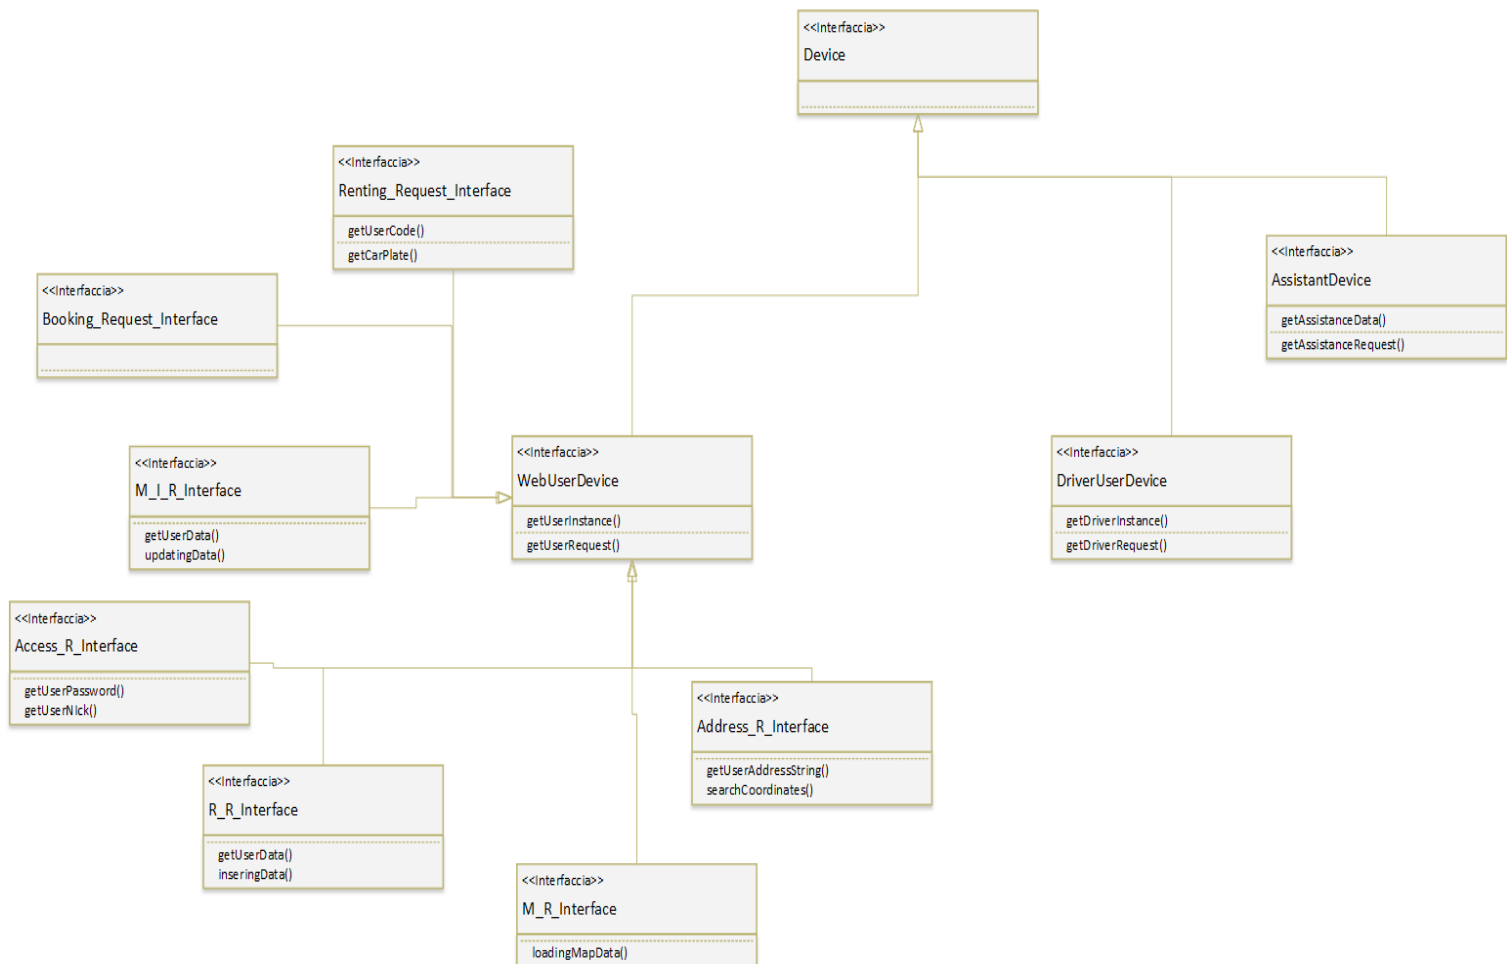 <<Interfaccia>>
Device
<<Interfaccia>>
Renting_Request_Interface
getUserCode()
getCarPlate()
<<Interfaccia>>
AssistantDevice
getAssistanceData()
getAssistanceRequest()
<<Interfaccia>>
Booking_Request_Interface
<<Interfaccia>>
M_I_R_Interface
getUserData()
updatingData()
<<Interfaccia>>
WebUserDevice
getUserInstance()
getUserRequest()
<<Interfaccia>>
DriverUserDevice
getDriverInstance()
getDriverRequest()
<<Interfaccia>>
Access_R_Interface
getUserPassword()
getUserNIck()
<<Interfaccia>>
Address_R_Interface
getUserAddressString()
searchCoordinates()
<<Interfaccia>>
R_R_Interface
getUserData()
inseringData()
<<Interfaccia>>
M_R_Interface
loadingMapData()